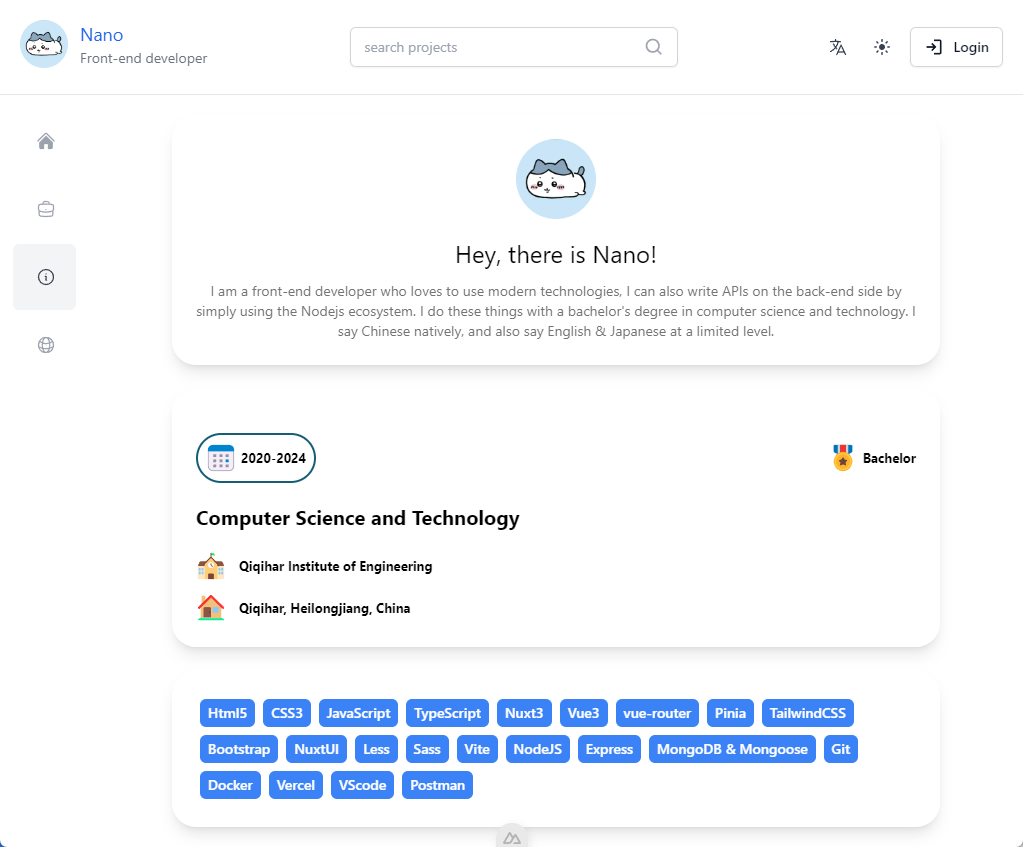 Nano
Front-end developer
search projects
Login
Hey, there is Nano!
I am a front-end developer who loves to use modern technologies, I can also write APIs on the back-end side by
simply using the Nodejs ecosystem. I do these things with a bachelor's degree in computer science and technology. I
say Chinese natively, and also say English & Japanese at a limited level.
2020-2024
Bachelor
Computer Science and Technology
Qiqihar Institute of Engineering
Qiqihar, Heilongjiang, China
Html5 CSS3 JavaScript TypeScript Nuxt3 Vue3 vue-router Pinia TailwindCSS
Bootstrap NuxtUI Less Sass Vite NodeJS Express MongoDB & Mongoose Git
Docker Vercel VScode Postman